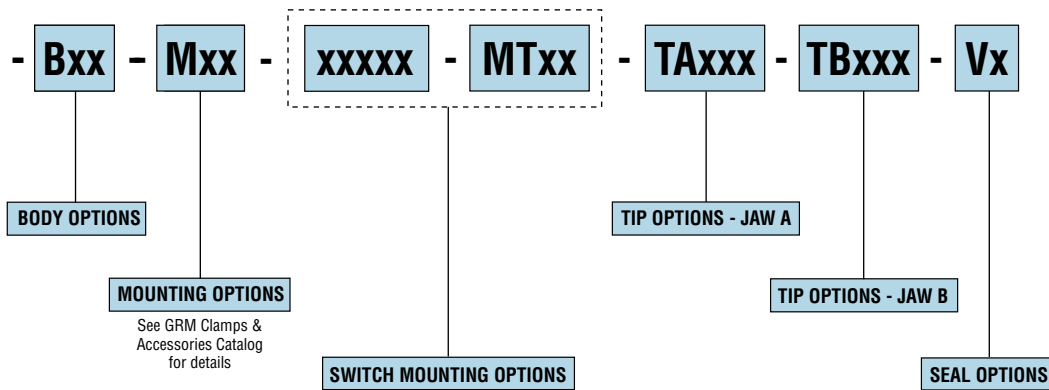 - Bxx - Mxx - xxxxx - MTxx - TAxxx - TBxxx - Vx
BODY OPTIONS
TIP OPTIONS - JAW A
MOUNTING OPTIONS
See GRM Clamps &
Accessories Catalog
for details
TIP OPTIONS - JAW B
SWITCH MOUNTING OPTIONS
SEAL OPTIONS